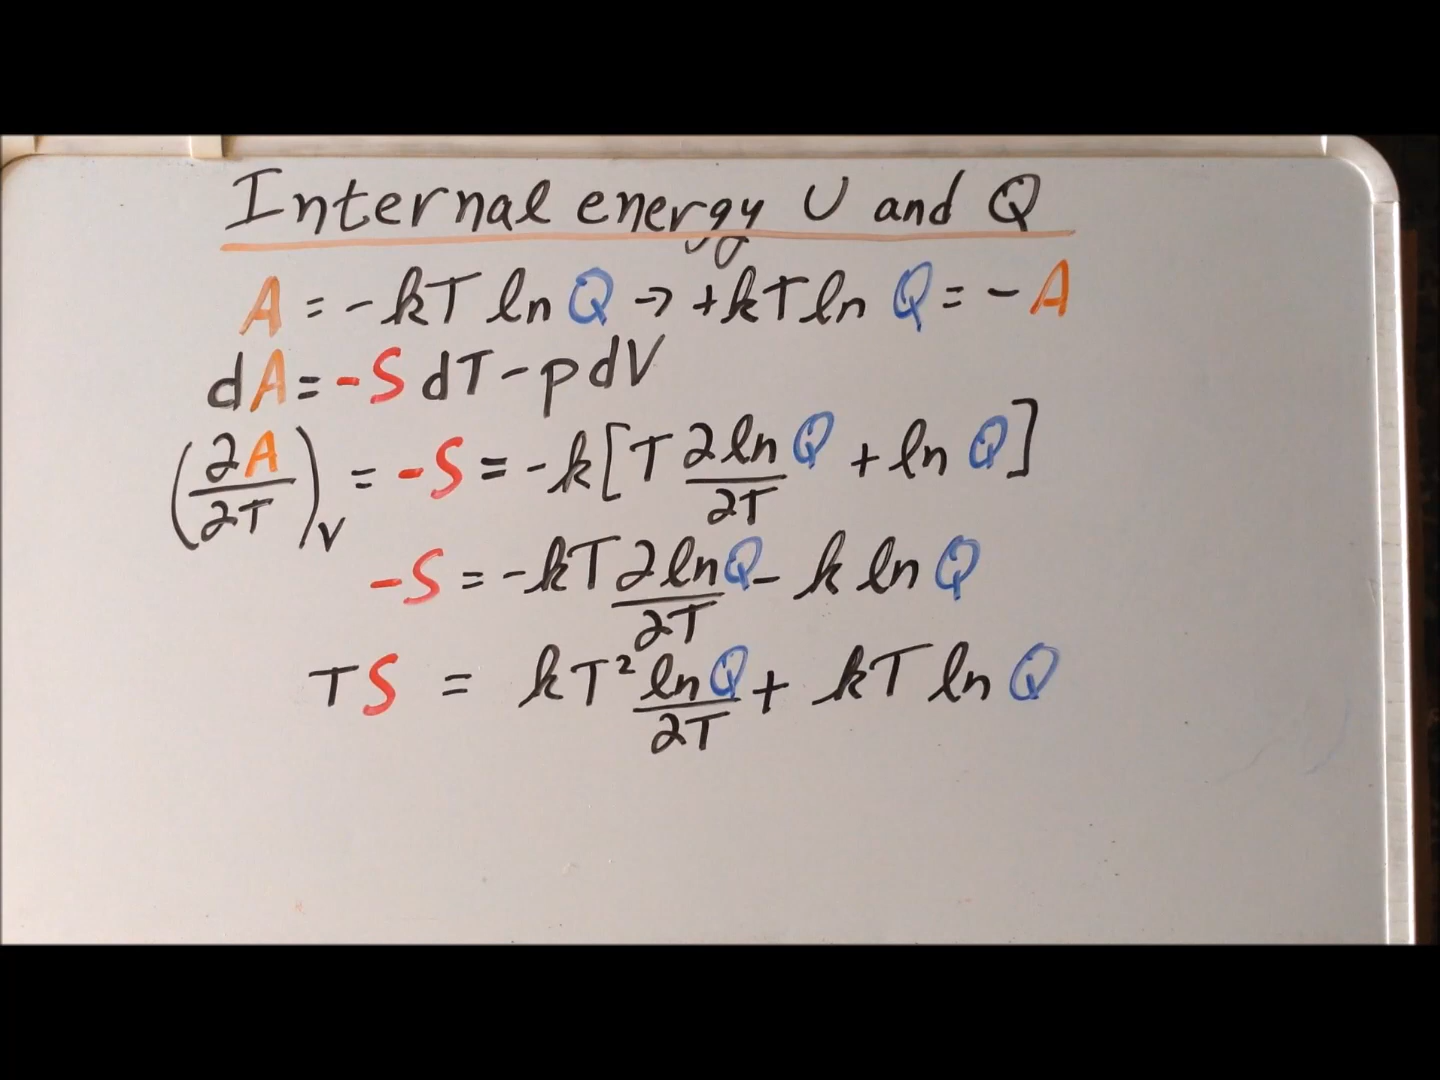 Internal energy U and Q
A = -kT ln Q → +kT ln Q = -A
dA = -S dT - p dV
(∂A/∂T)V = -S = -k[T ∂ln Q/∂T + ln Q]
-S = -kT ∂ln Q/∂T - k ln Q
TS = kT² ln Q/∂T + kT ln Q